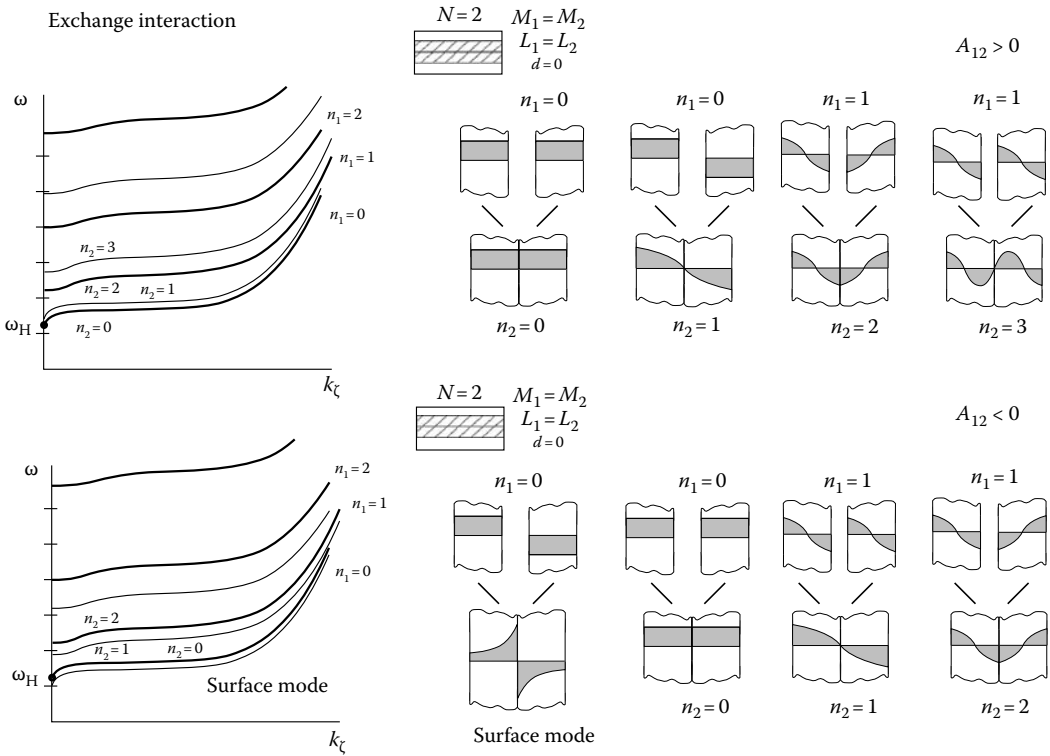 Exchange interaction
N = 2
M₁ = M₂
L₁ = L₂
d = 0
A₁₂ > 0
ω
n₁ = 2
n₁ = 1
n₁ = 0
n₂ = 3
n₂ = 2
n₂ = 1
n₂ = 0
ω_H
k_ζ
n₁ = 0
n₁ = 0
n₁ = 1
n₁ = 1
n₂ = 0
n₂ = 1
n₂ = 2
n₂ = 3
N = 2
M₁ = M₂
L₁ = L₂
d = 0
A₁₂ < 0
ω
n₁ = 2
n₁ = 1
n₁ = 0
n₂ = 2
n₂ = 1
n₂ = 0
ω_H
Surface mode
k_ζ
n₁ = 0
n₁ = 0
n₁ = 1
n₁ = 1
Surface mode
n₂ = 0
n₂ = 1
n₂ = 2